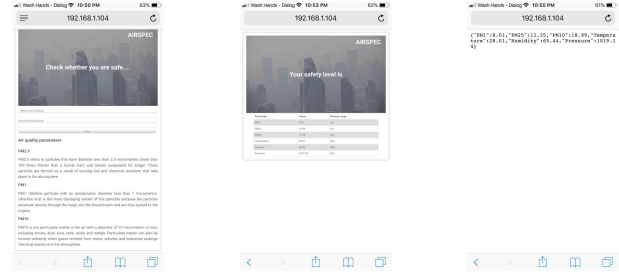 Wash Hands - Dialog 10:50 PM 63%
192.168.1.104
AIRSPEC
Check whether you are safe....
Air quality parameters
PM2.5
PM2.5 refers to particles that have diameter less than 2.5 micrometers (more than
100 times thinner than a human hair) and remain suspended for longer. These
particles are formed as a result of burning fuel and chemical reactions that take
place in the atmosphere
PM1
PM1: Ultrafine particles with an aerodynamic diameter less than 1 micrometers.
Ultra-fine dust is the most damaging variant of fine particles because the particles
penetrate directly through the lungs into the bloodstream and are thus spread to the
organs.
PM10
PM10 is any particulate matter in the air with a diameter of 10 micrometers or less,
including smoke, dust, soot, salts, acids, and metals. Particulate matter can also be
formed indirectly when gases emitted from motor vehicles and industries undergo
chemical reactions in the atmosphere.
Wash Hands - Dialog 10:53 PM 62%
192.168.1.104
AIRSPEC
Your safety level is
Parameter Value Normal range
Wash Hands - Dialog 10:55 PM 61%
192.168.1.104
{"PM1":8.01,"PM25":11.35,"PM10":18.99,"Tempera
ture":28.01,"Humidity":65.44,"Pressure":1019.1
4}